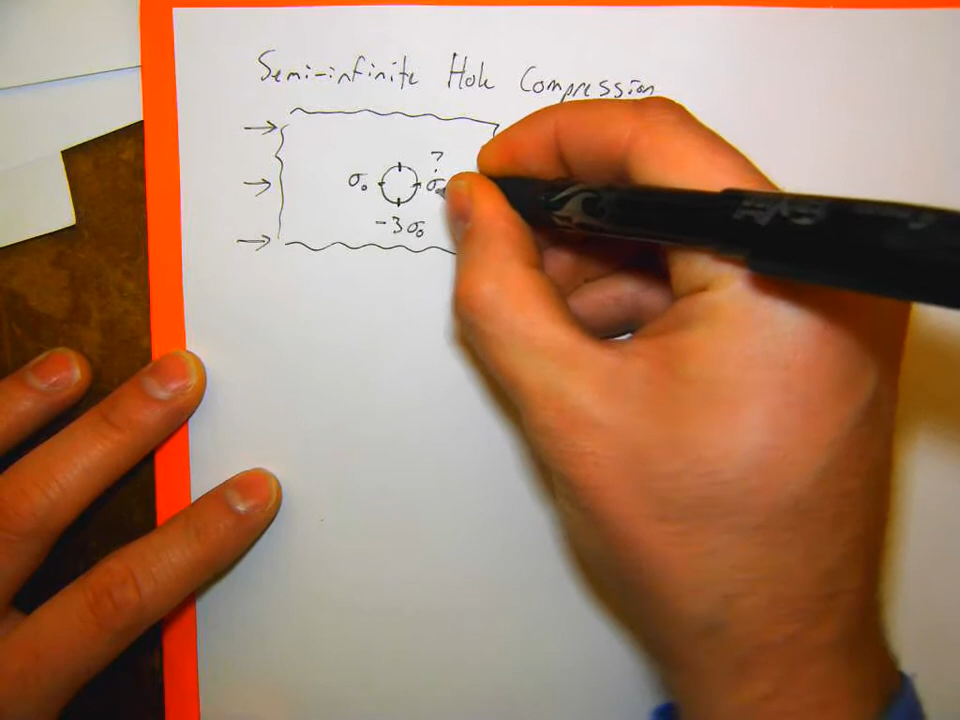 Semi-infinite Hole Compression
?
σ₀ σ₀
-3σ₀